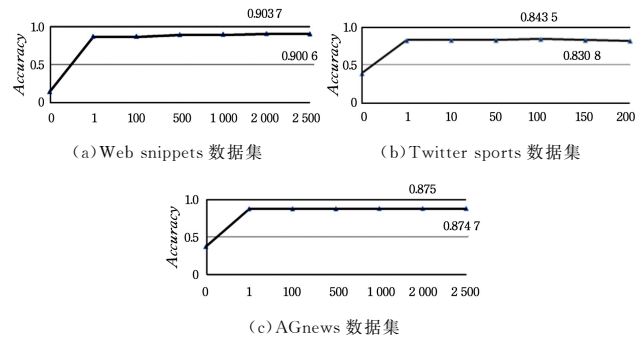 0.903 7
1.0
0.900 6
0.5
0
Accuracy
0 1 100 500 1 000 2 000 2 500
(a)Web snippets 数据集
0.843 5
1.0
0.830 8
0.5
0
Accuracy
0 1 10 50 100 150 200
(b)Twitter sports 数据集
0.875
1.0
0.874 7
0.5
0
Accuracy
0 1 100 500 1 000 2 000 2 500
(c)AGnews 数据集